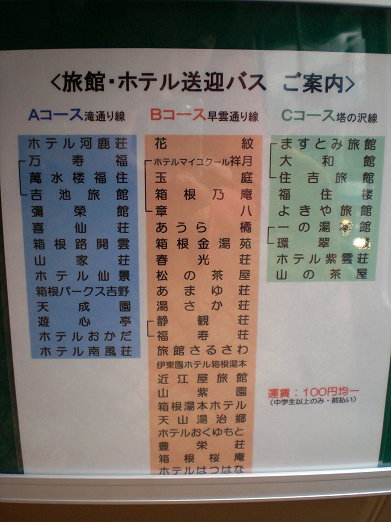 <旅館・ホテル送迎バス ご案内>
Aコース滝通り線
ホテル河鹿荘
万寿福
萬水楼福住
吉池旅館
彌榮館
喜仙荘
箱根路開雲
山家荘
ホテル仙景
箱根パークス吉野
天成園
遊心亭
ホテルおかだ
ホテル南風荘
Bコース早雲通り線
花紋
ホテルマイユクール祥月
玉庭
箱根乃庵
章八
あうら橘
箱根金湯苑
春光荘
松の茶屋
あまゆ荘
湯さか荘
静観荘
福寿荘
旅館さるさわ
伊東園ホテル箱根湯本
近江屋旅館
山紫園
箱根湯本ホテル
天山湯治郷
ホテルおくゆもと
豊栄荘
箱根桜庵
ホテルはつはな
Cコース塔の沢線
ますとみ旅館
大和館
住吉旅館
福住楼
よきや旅館
一の湯本館
環翠楼
ホテル紫雲荘
山の茶屋
運賃：100円均一
(中学生以上のみ・前払い)